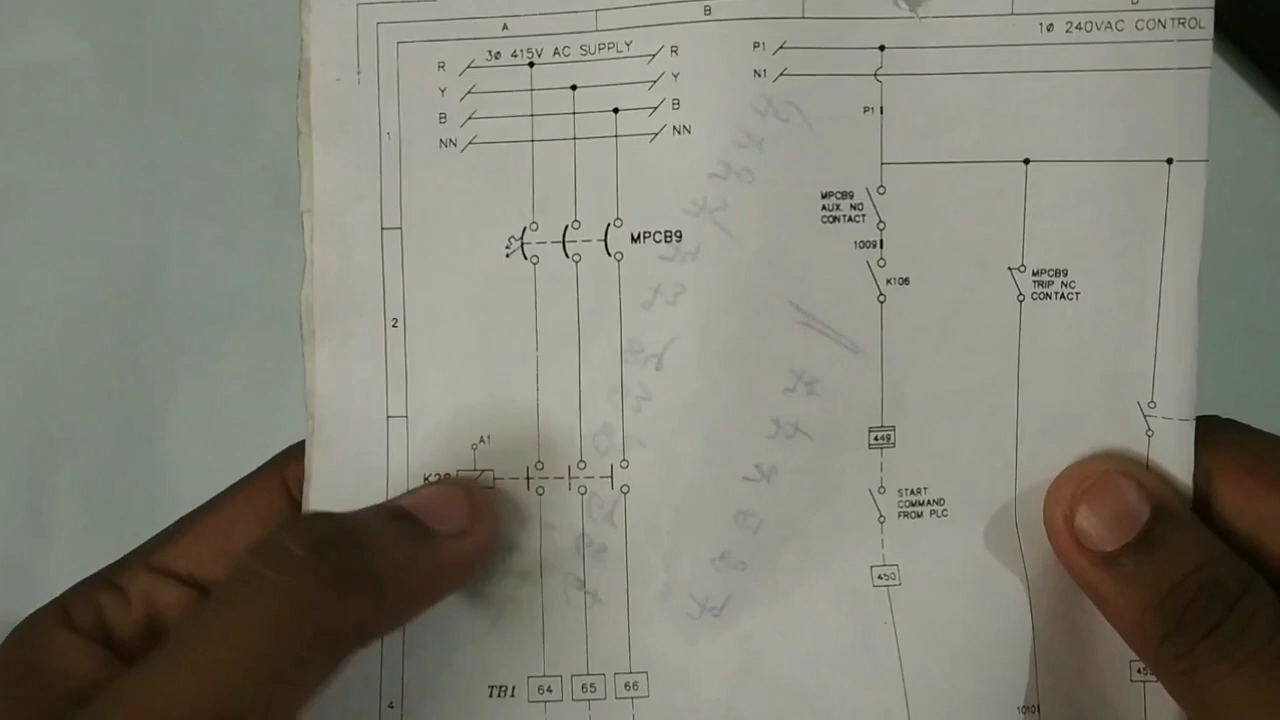 A
B
1Ø 240VAC CONTROL
3Ø 415V AC SUPPLY
R
R
Y
Y
B
B
NN
NN
P1
N1
P1
1
2
4
MPCB9
MPCB9
AUX. NO
CONTACT
1009
K106
MPCB9
TRIP NC
CONTACT
A1
449
START
COMMAND
FROM PLC
450
TB1
64
65
66
1010